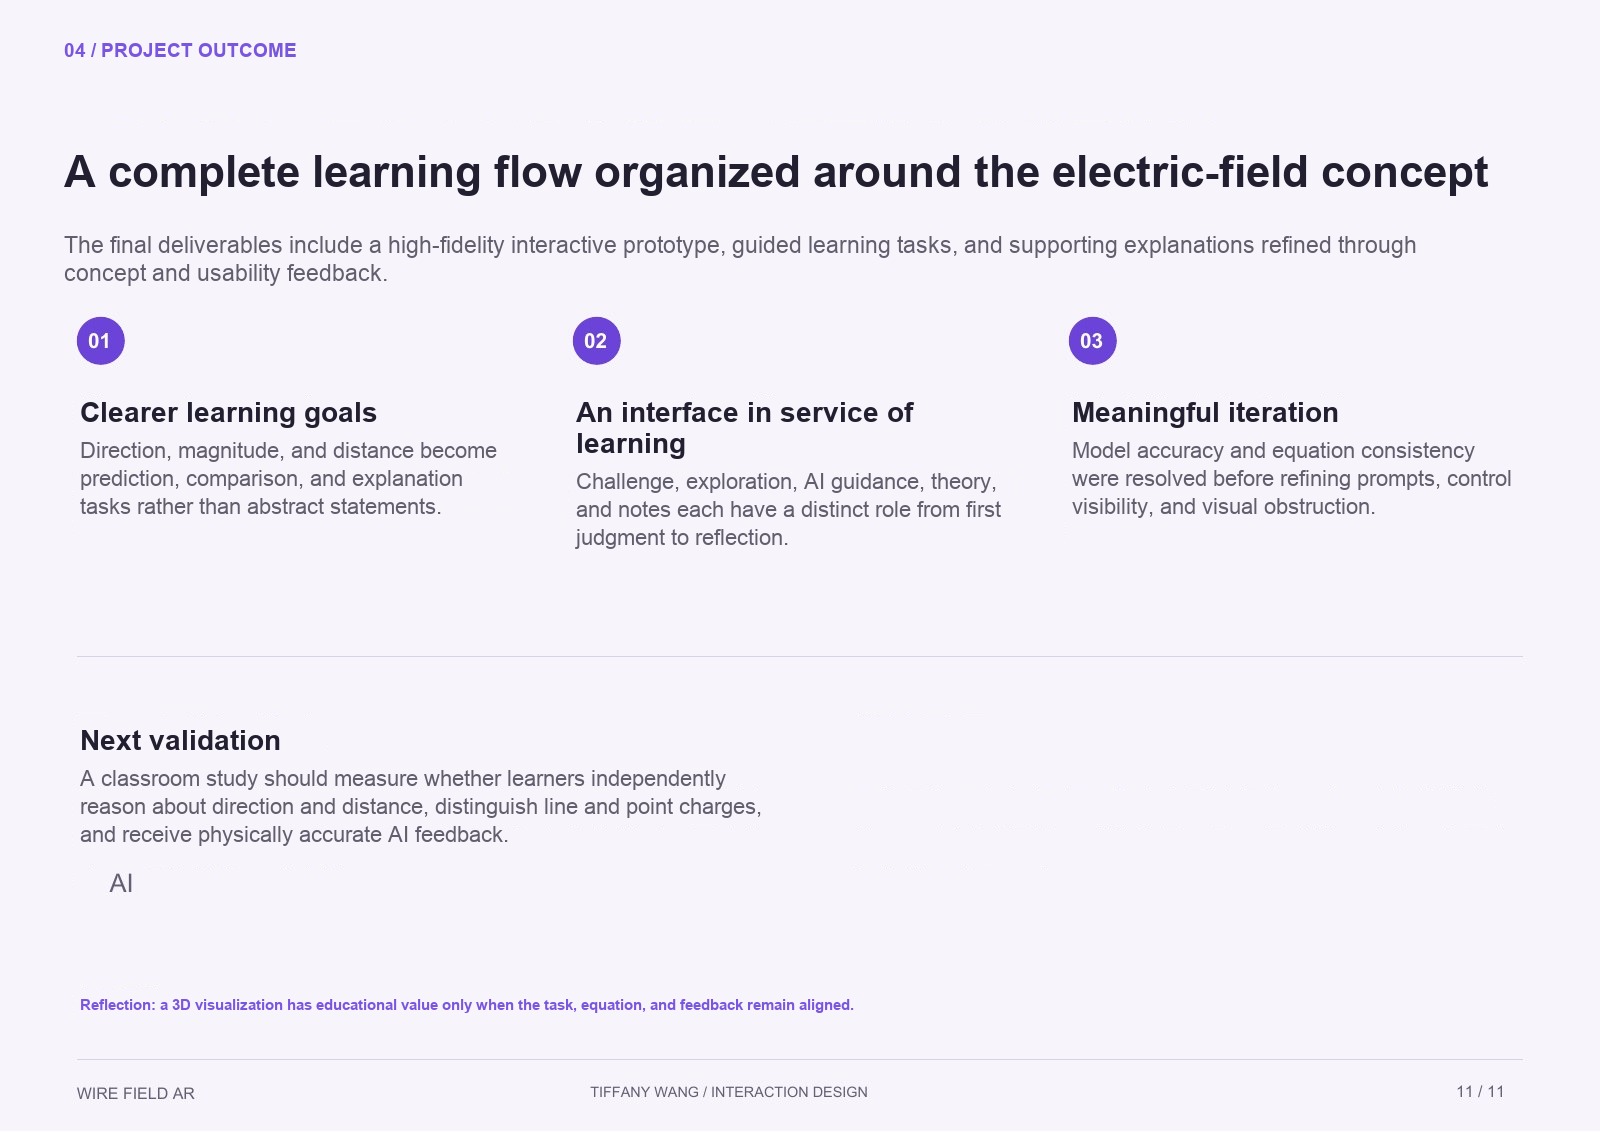 04 / PROJECT OUTCOME
A complete learning flow organized around the electric-field concept
The final deliverables include a high-fidelity interactive prototype, guided learning tasks, and supporting explanations refined through
concept and usability feedback.
01
Clearer learning goals
Direction, magnitude, and distance become
prediction, comparison, and explanation
tasks rather than abstract statements.
02
An interface in service of
learning
Challenge, exploration, AI guidance, theory,
and notes each have a distinct role from first
judgment to reflection.
03
Meaningful iteration
Model accuracy and equation consistency
were resolved before refining prompts, control
visibility, and visual obstruction.
Next validation
A classroom study should measure whether learners independently
reason about direction and distance, distinguish line and point charges,
and receive physically accurate AI feedback.
AI
Reflection: a 3D visualization has educational value only when the task, equation, and feedback remain aligned.
WIRE FIELD AR
TIFFANY WANG / INTERACTION DESIGN
11 / 11